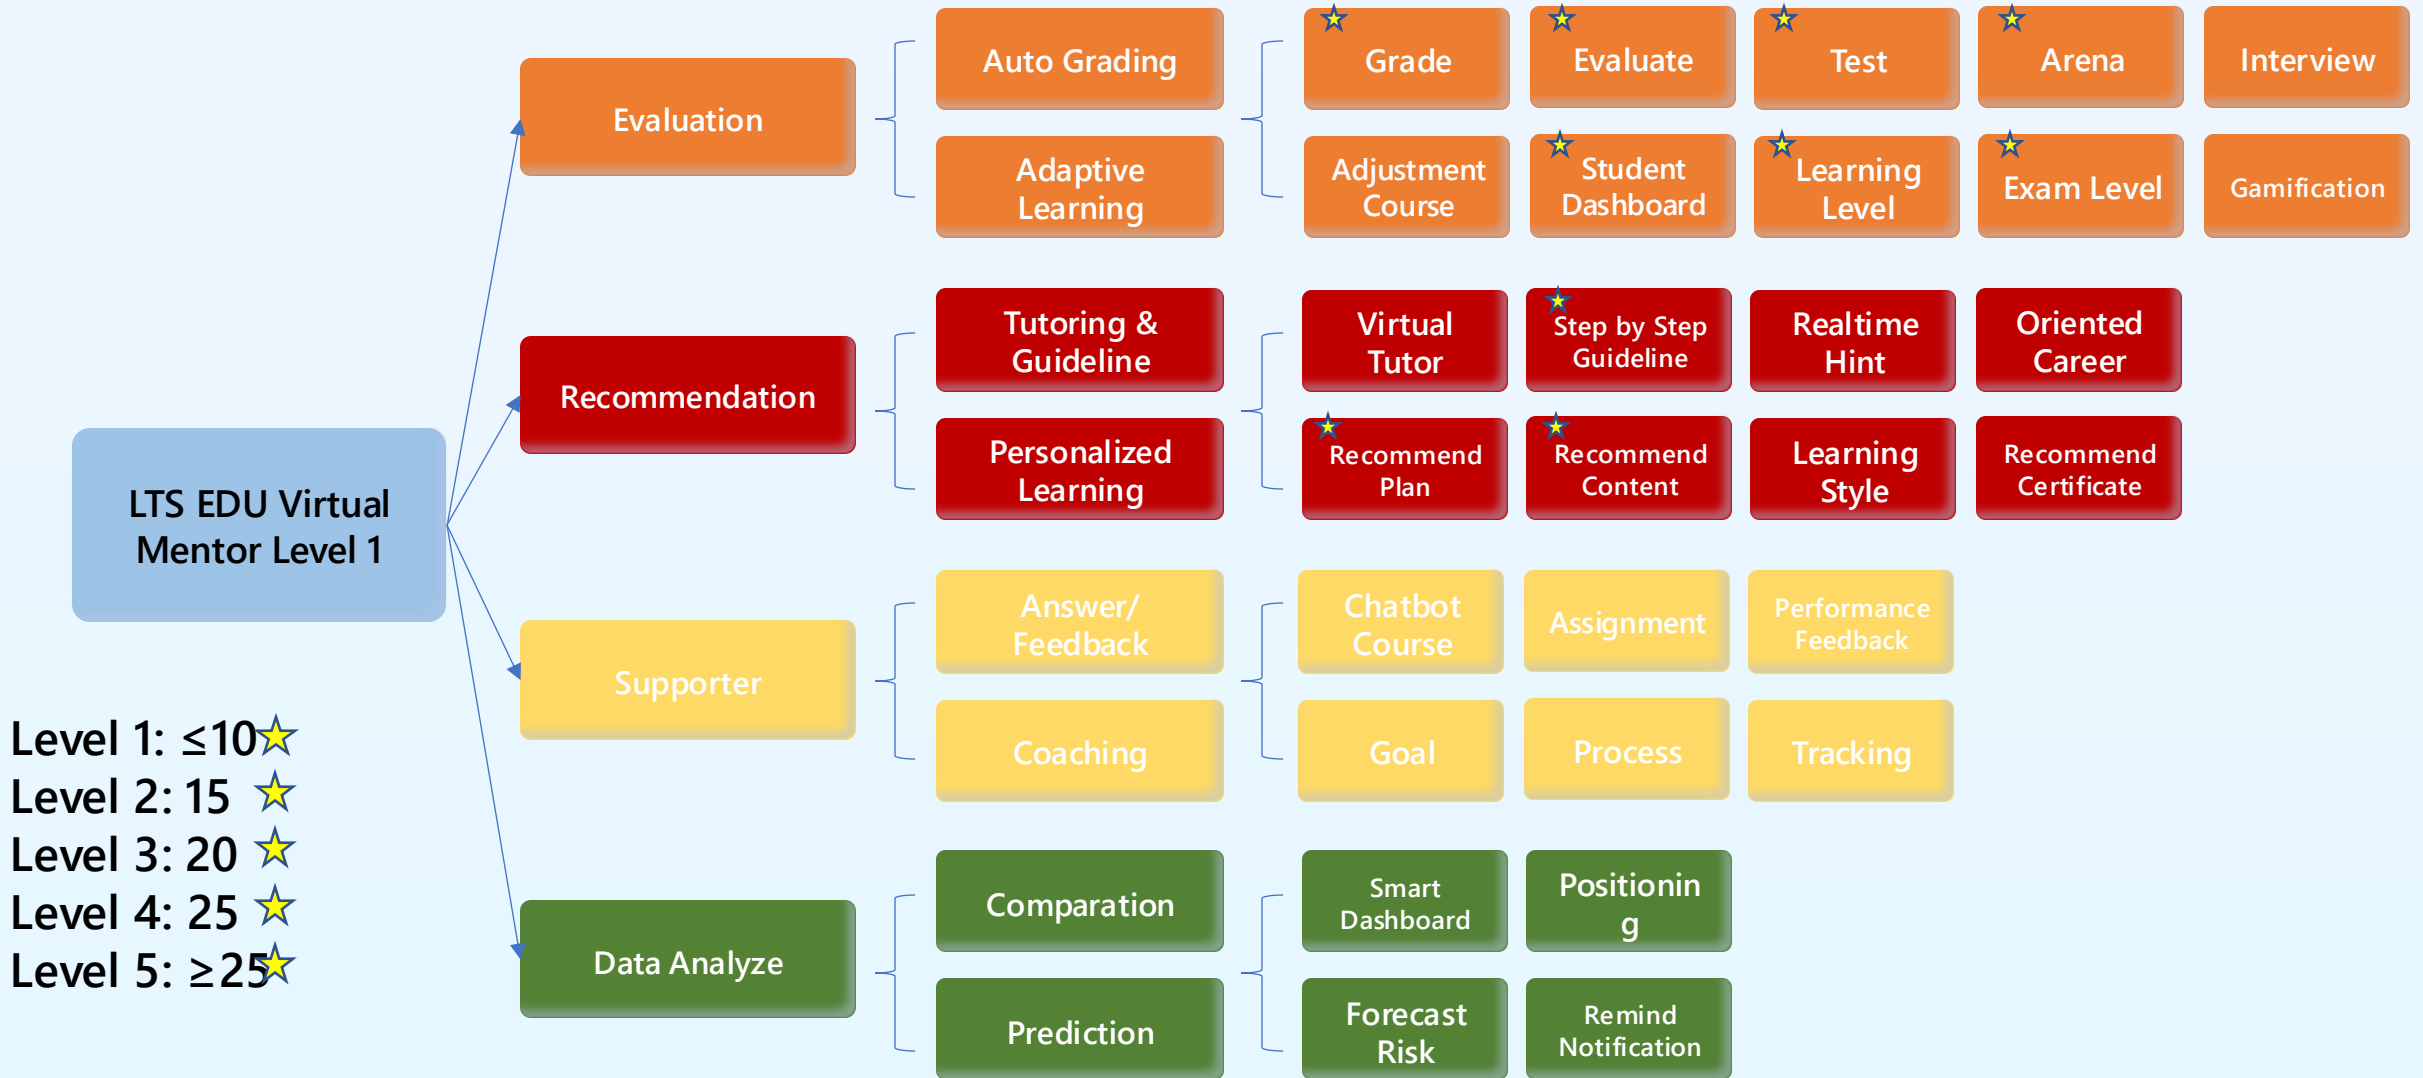 LTS EDU Virtual
Mentor Level 1
Level 1: ≤10
Level 2: 15
Level 3: 20
Level 4: 25
Level 5: ≥25
Evaluation
Auto Grading
Adaptive
Learning
Grade
Evaluate
Test
Arena
Interview
Adjustment
Course
Student
Dashboard
Learning
Level
Exam Level
Gamification
Recommendation
Tutoring &
Guideline
Personalized
Learning
Virtual
Tutor
Step by Step
Guideline
Realtime
Hint
Oriented
Career
Recommend
Plan
Recommend
Content
Learning
Style
Recommend
Certificate
Supporter
Answer/
Feedback
Coaching
Chatbot
Course
Assignment
Performance
Feedback
Goal
Process
Tracking
Data Analyze
Comparation
Prediction
Smart
Dashboard
Positionin
g
Forecast
Risk
Remind
Notification